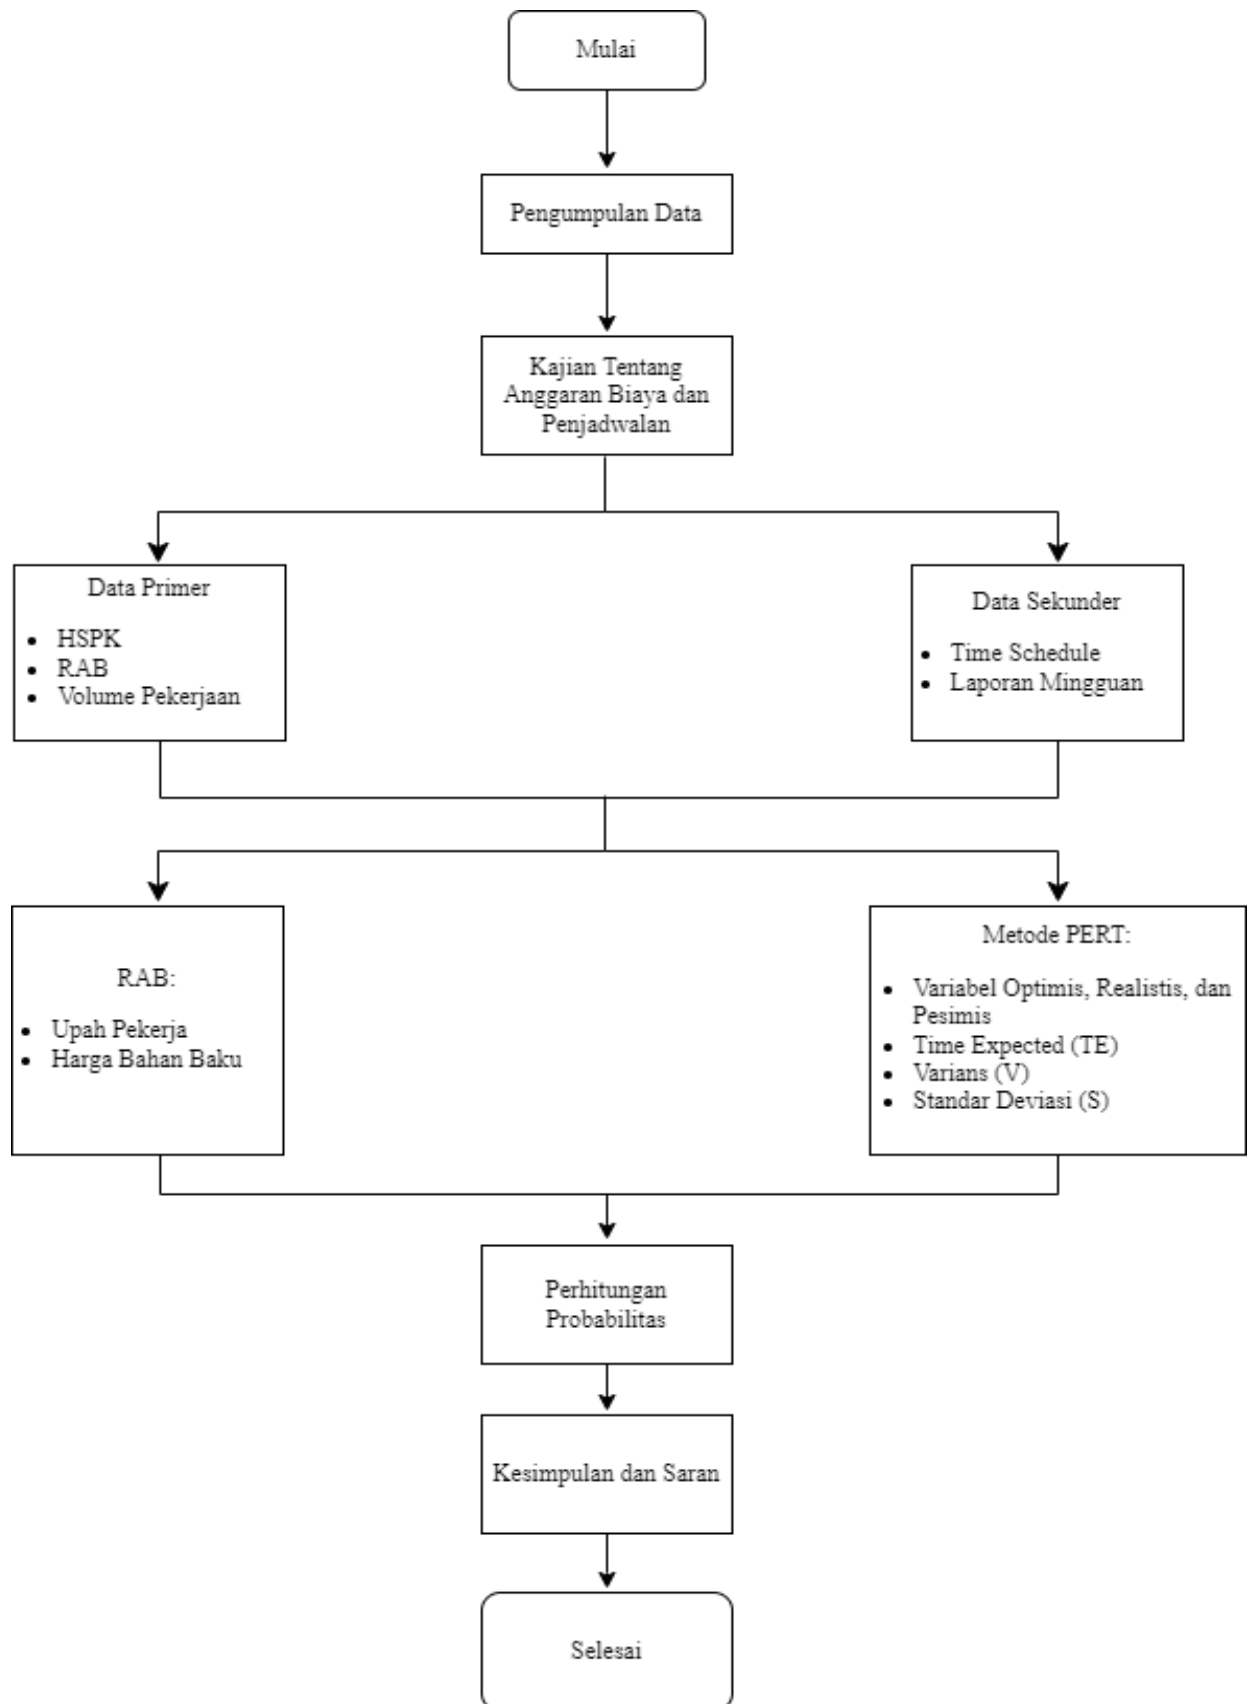 Mulai
Pengumpulan Data
Kajian Tentang
Anggaran Biaya dan
Penjadwalan
Data Primer
• HSPK
• RAB
• Volume Pekerjaan
Data Sekunder
• Time Schedule
• Laporan Mingguan
RAB:
• Upah Pekerja
• Harga Bahan Baku
Metode PERT:
• Variabel Optimis, Realistis, dan
Pesimis
• Time Expected (TE)
• Varians (V)
• Standar Deviasi (S)
Perhitungan
Probabilitas
Kesimpulan dan Saran
Selesai